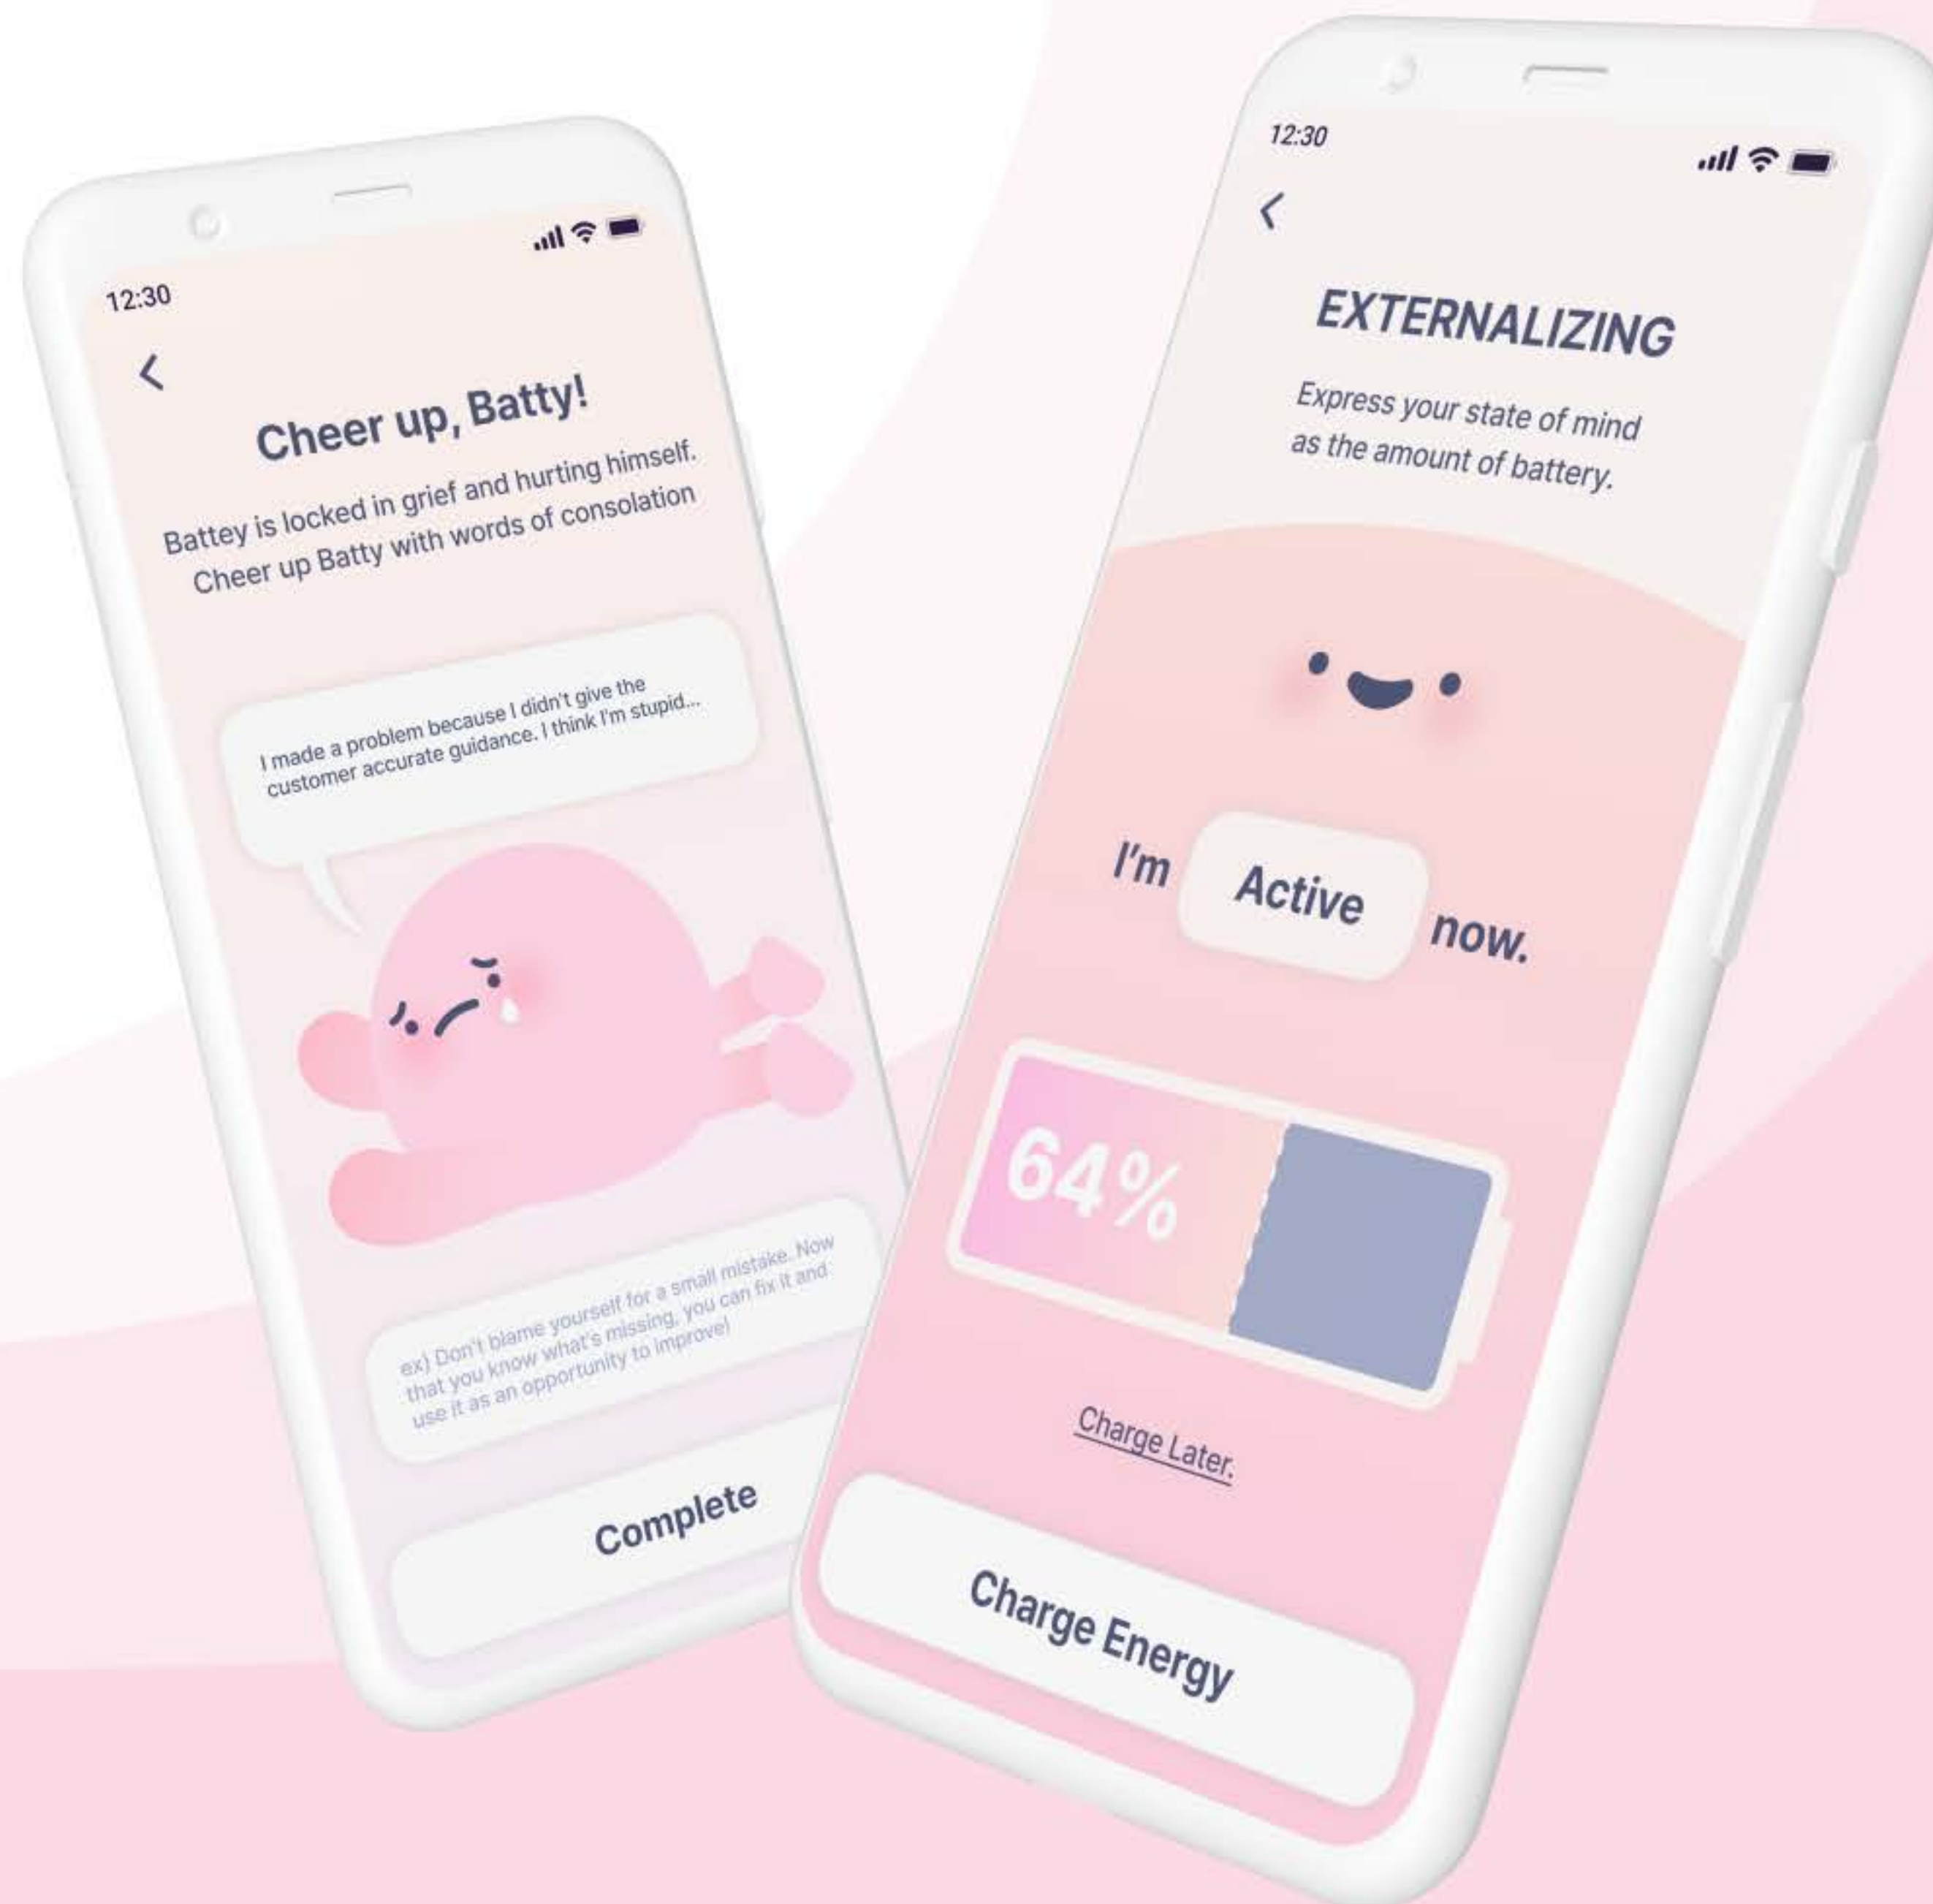 12:30
Cheer up, Batty!
Battey is locked in grief and hurting himself.
Cheer up Batty with words of consolation
I made a problem because I didn't give the
customer accurate guidance. I think I'm stupid...
ex) Don't blame yourself for a small mistake. Now
that you know what's missing, you can fix it and
use it as an opportunity to improve!
Complete
12:30
EXTERNALIZING
Express your state of mind
as the amount of battery.
I'm Active now.
64%
Charge Later.
Charge Energy